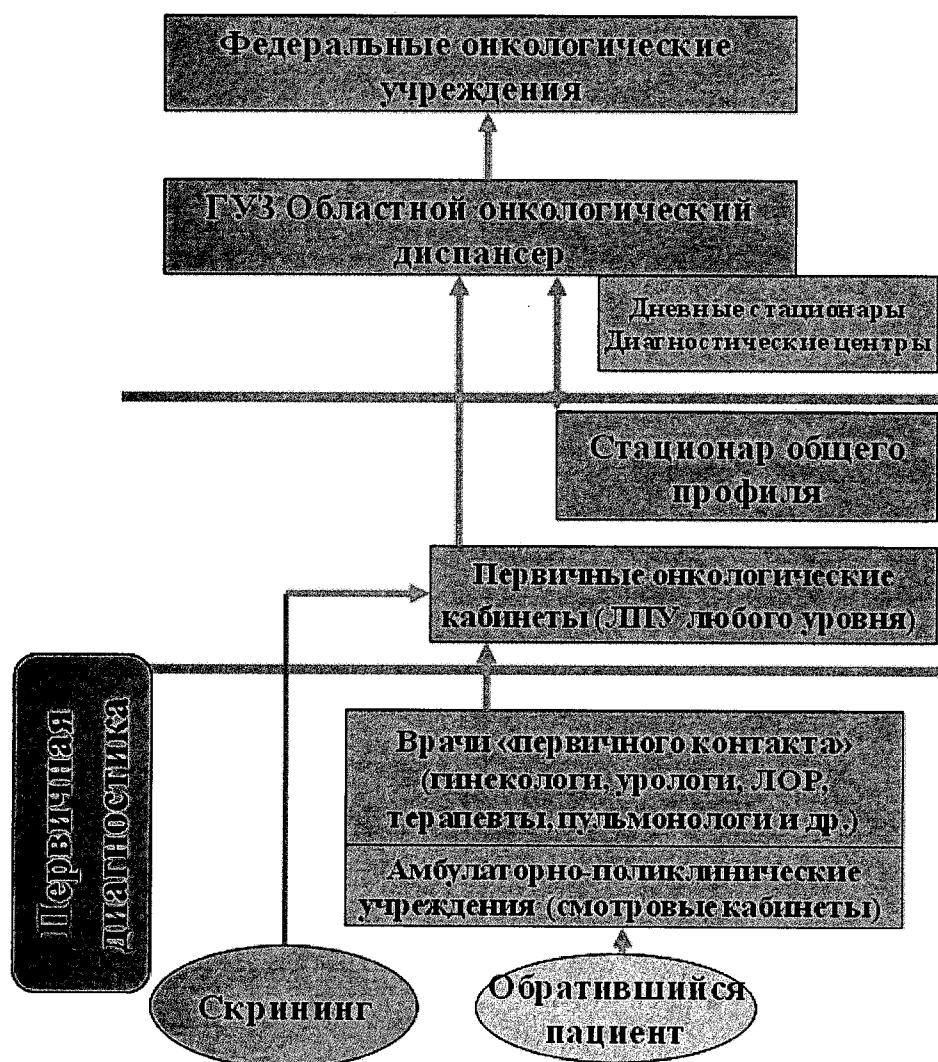 Федеральные онкологические
учреждения
ГУЗ Областной онкологический
диспансер
Дневные стационары
Диагностические центры
Стационар общего
профиля
Первичные онкологические
кабинеты (ЛПУ любого уровня)
Первичная
диагностика
Врачи «первичного контакта»
(гинекологи, урологи, ЛОР,
терапевты, пульмонологи и др.)
Амбулаторно-поликлинические
учреждения (смотровые кабинеты)
Скрининг
Обратившийся
пациент